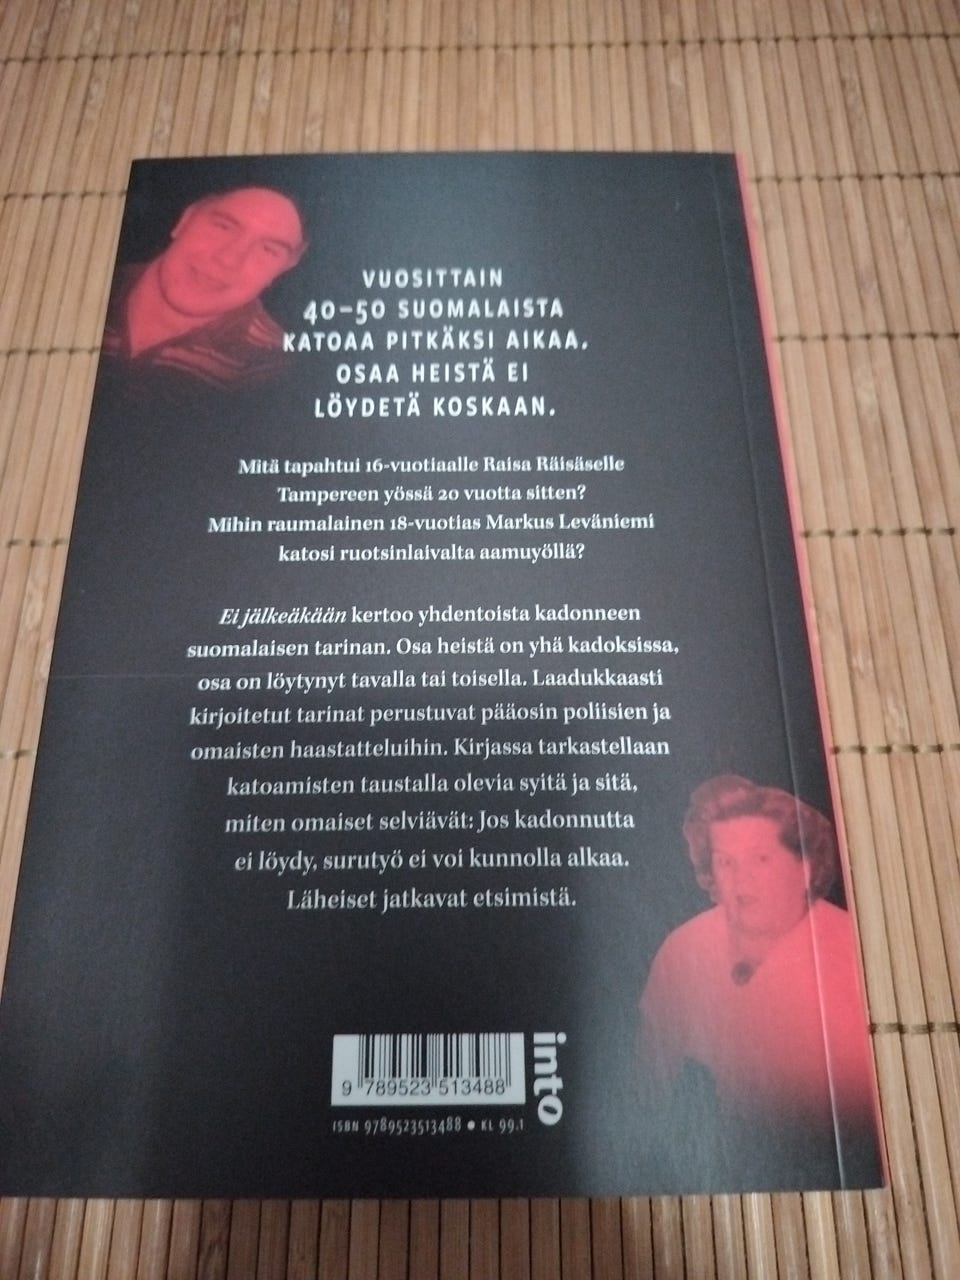 VUOSITTAIN
40–50 SUOMALAISTA
KATOAA PITKÄKSI AIKAA.
OSAA HEISTÄ EI
LÖYDETÄ KOSKAAN.
Mitä tapahtui 16-vuotiaalle Raisa Räisäselle
Tampereen yössä 20 vuotta sitten?
Mihin raumalainen 18-vuotias Markus Leväniemi
katosi ruotsinlaivalta aamuyöllä?
Ei jälkeäkään kertoo yhdentoista kadonneen
suomalaisen tarinan. Osa heistä on yhä kadoksissa,
osa on löytynyt tavalla tai toisella. Laadukkaasti
kirjoitetut tarinat perustuvat pääosin poliisien ja
omaisten haastatteluihin. Kirjassa tarkastellaan
katoamisten taustalla olevia syitä ja sitä,
miten omaiset selviävät: Jos kadonnutta
ei löydy, surutyö ei voi kunnolla alkaa.
Läheiset jatkavat etsimistä.
into
9 789523 513488
ISBN 9789523513488 ● KL 99.1